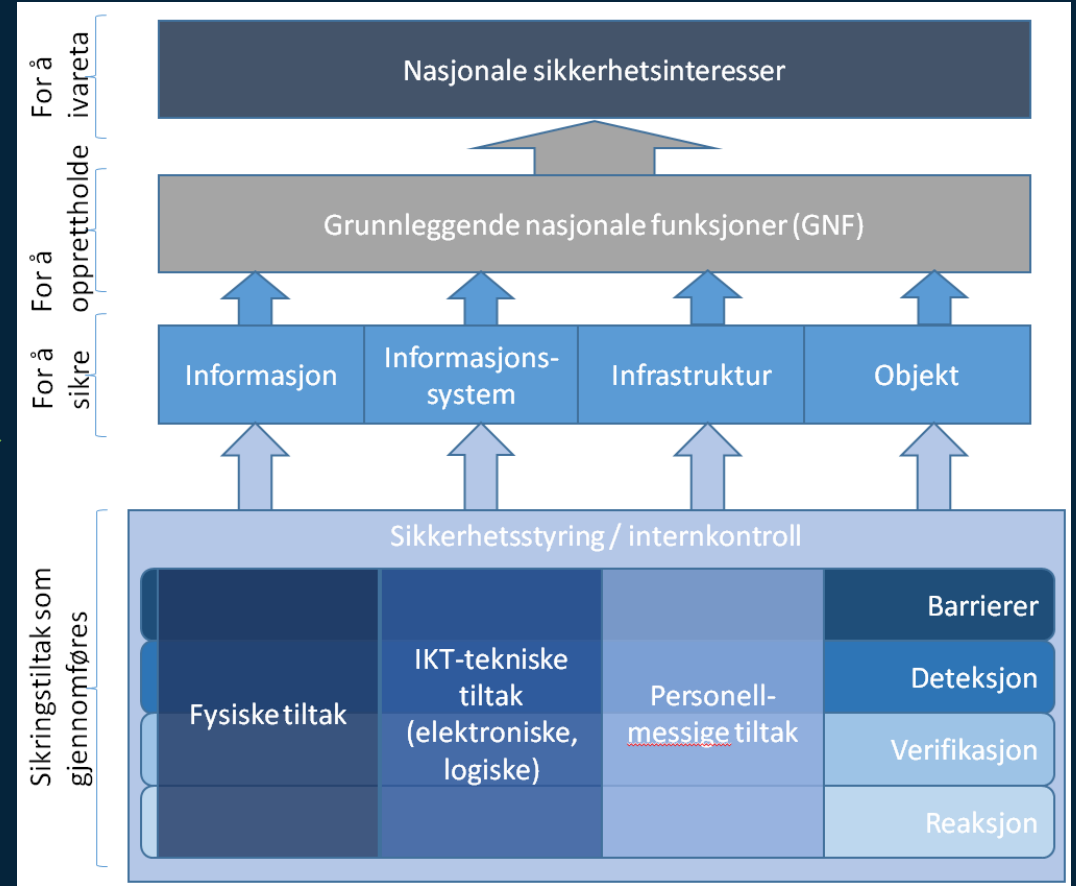 For å
ivareta
Nasjonale sikkerhetsinteresser
For å
opprettholde
Grunnleggende nasjonale funksjoner (GNF)
For å
sikre
Informasjon
Informasjons-
system
Infrastruktur
Objekt
Sikringstiltak som
gjennomføres
Sikkerhetsstyring / internkontroll
Fysiske tiltak
IKT-tekniske
tiltak
(elektroniske,
logiske)
Personell-
messige tiltak
Barrierer
Deteksjon
Verifikasjon
Reaksjon